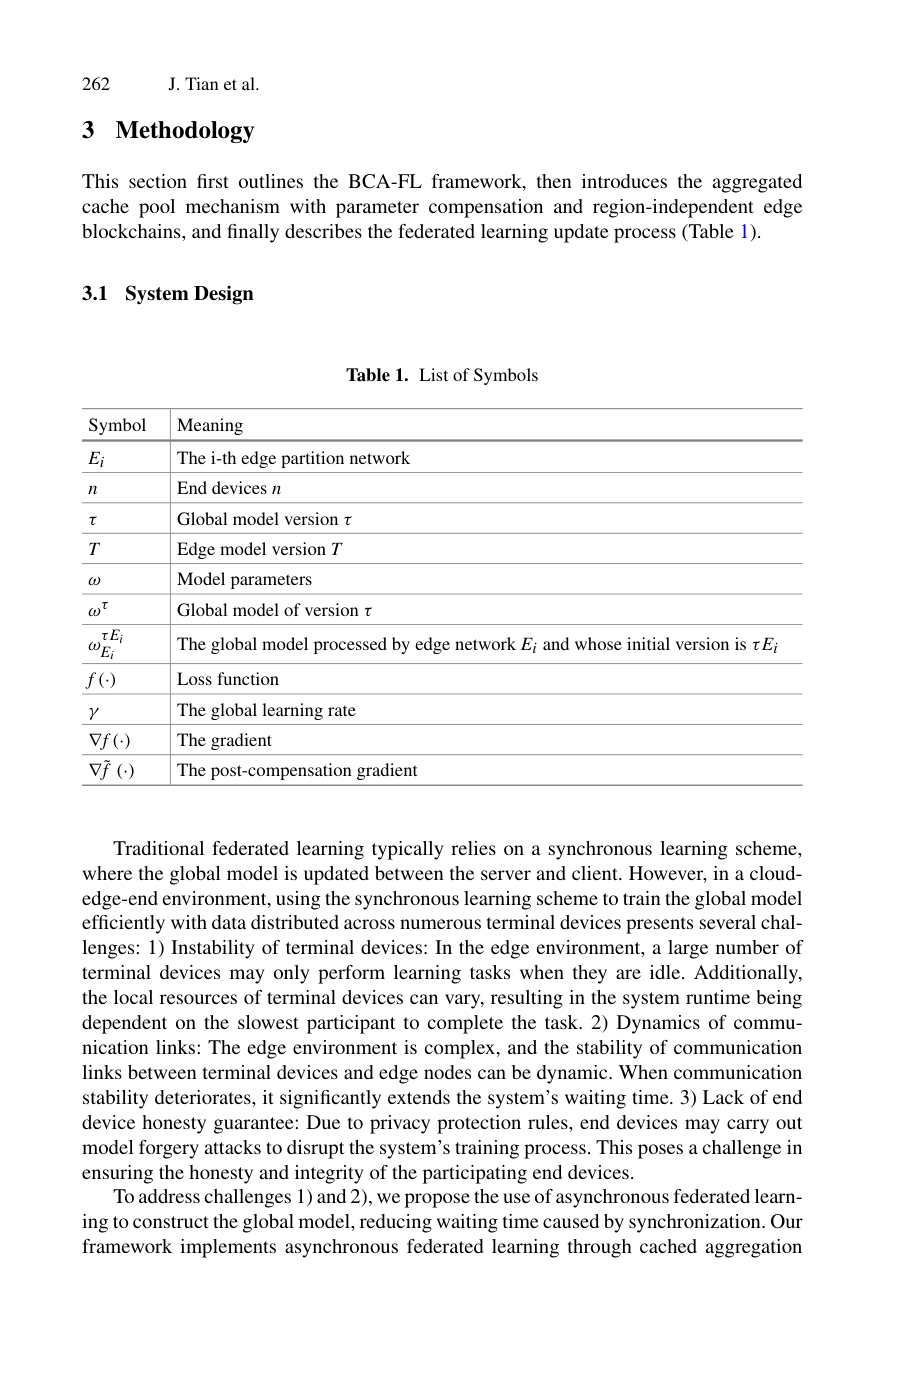 262 J. Tian et al.
3 Methodology
This section first outlines the BCA-FL framework, then introduces the aggregated
cache pool mechanism with parameter compensation and region-independent edge
blockchains, and finally describes the federated learning update process (Table 1).
3.1 System Design
Table 1. List of Symbols
Symbol Meaning
E_i The i-th edge partition network
n End devices n
τ Global model version τ
T Edge model version T
ω Model parameters
ω^τ Global model of version τ
ω_{E_i}^{τE_i} The global model processed by edge network E_i and whose initial version is τE_i
f(·) Loss function
γ The global learning rate
∇f(·) The gradient
∇f̃ (·) The post-compensation gradient
Traditional federated learning typically relies on a synchronous learning scheme,
where the global model is updated between the server and client. However, in a cloud-
edge-end environment, using the synchronous learning scheme to train the global model
efficiently with data distributed across numerous terminal devices presents several chal-
lenges: 1) Instability of terminal devices: In the edge environment, a large number of
terminal devices may only perform learning tasks when they are idle. Additionally,
the local resources of terminal devices can vary, resulting in the system runtime being
dependent on the slowest participant to complete the task. 2) Dynamics of commu-
nication links: The edge environment is complex, and the stability of communication
links between terminal devices and edge nodes can be dynamic. When communication
stability deteriorates, it significantly extends the system's waiting time. 3) Lack of end
device honesty guarantee: Due to privacy protection rules, end devices may carry out
model forgery attacks to disrupt the system's training process. This poses a challenge in
ensuring the honesty and integrity of the participating end devices.
To address challenges 1) and 2), we propose the use of asynchronous federated learn-
ing to construct the global model, reducing waiting time caused by synchronization. Our
framework implements asynchronous federated learning through cached aggregation